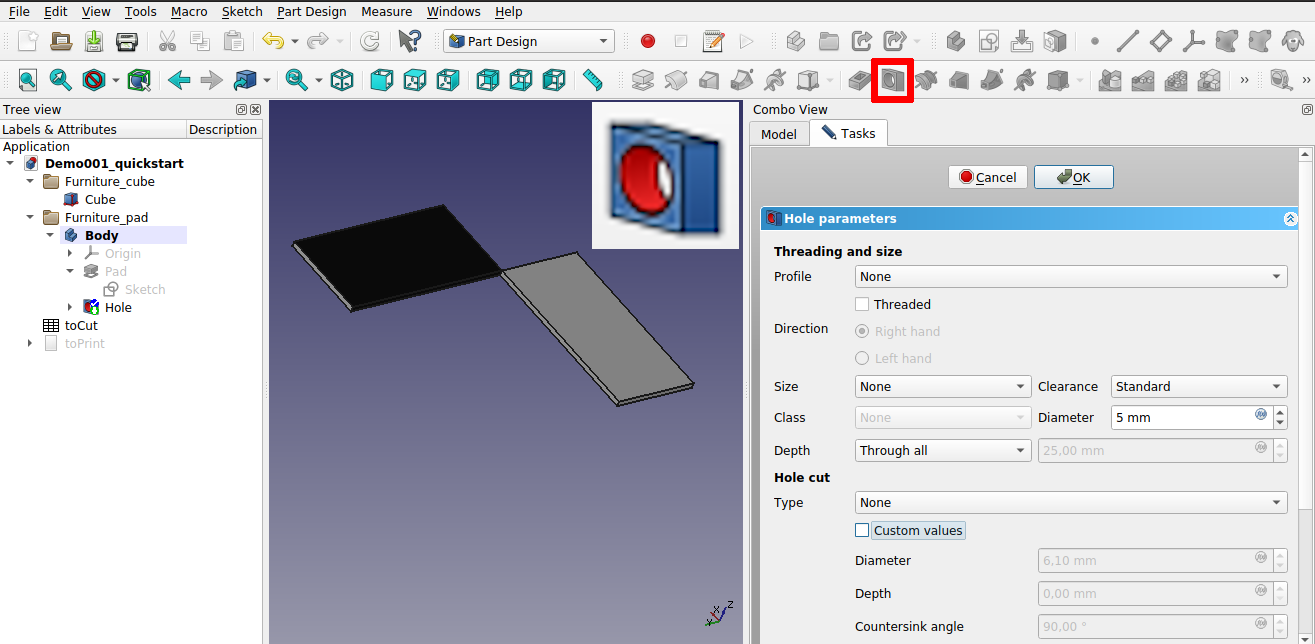 File Edit View Tools Macro Sketch Part Design Measure Windows Help
Part Design
Tree view
Labels & Attributes Description
Application
Demo001_quickstart
Furniture_cube
Cube
Furniture_pad
Body
Origin
Pad
Sketch
Hole
toCut
toPrint
X
Y
Z
Combo View
Model Tasks
Cancel OK
Hole parameters
Threading and size
Profile None
Threaded
Direction Right hand
Left hand
Size None Clearance Standard
Class None Diameter 5 mm
Depth Through all 25,00 mm
Hole cut
Type None
Custom values
Diameter 6,10 mm
Depth 0,00 mm
Countersink angle 90,00 °